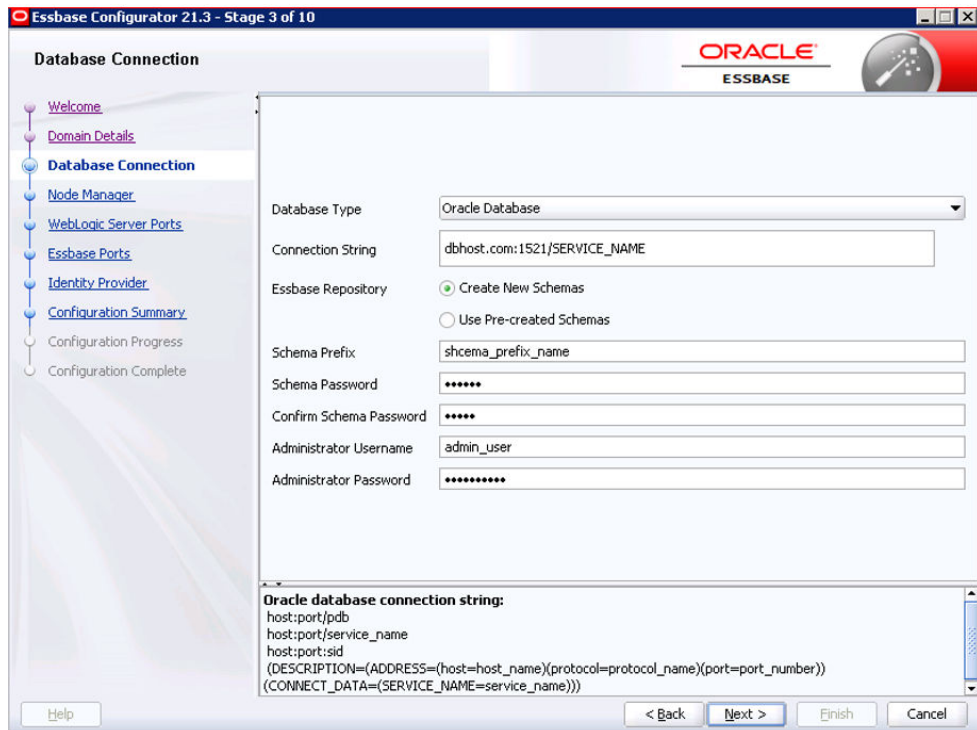 Essbase Configurator 21.3 - Stage 3 of 10
Database Connection
ORACLE
ESSBASE
Welcome
Domain Details
Database Connection
Node Manager
WebLogic Server Ports
Essbase Ports
Identity Provider
Configuration Summary
Configuration Progress
Configuration Complete
Database Type Oracle Database
Connection String dbhost.com:1521/SERVICE_NAME
Essbase Repository Create New Schemas
Use Pre-created Schemas
Schema Prefix shcema_prefix_name
Schema Password ••••••
Confirm Schema Password •••••
Administrator Username admin_user
Administrator Password ••••••••••
Oracle database connection string:
host:port/pdb
host:port/service_name
host:port:sid
(DESCRIPTION=(ADDRESS=(host=host_name)(protocol=protocol_name)(port=port_number))
(CONNECT_DATA=(SERVICE_NAME=service_name)))
Help < Back Next > Finish Cancel